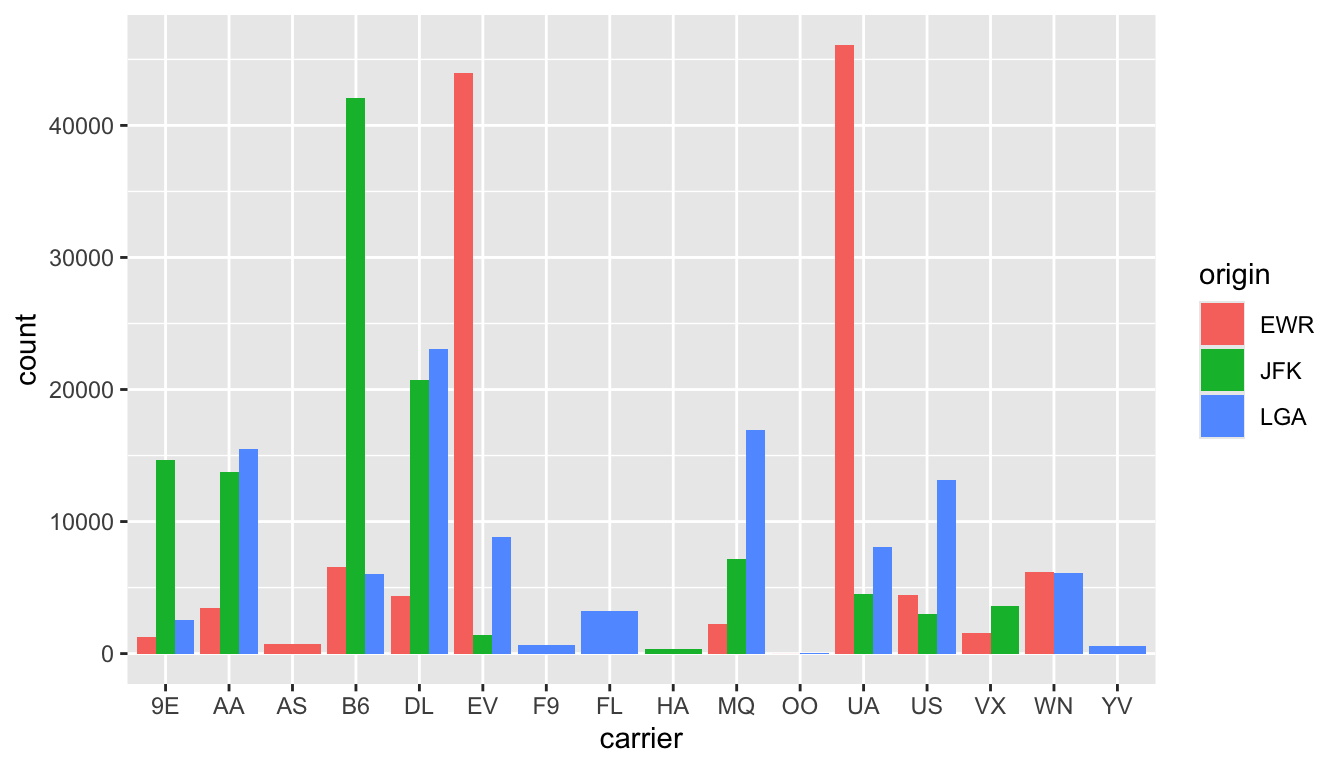 count
40000
30000
20000
10000
0
9E AA AS B6 DL EV F9 FL HA MQ OO UA US VX WN YV
carrier
origin
EWR
JFK
LGA